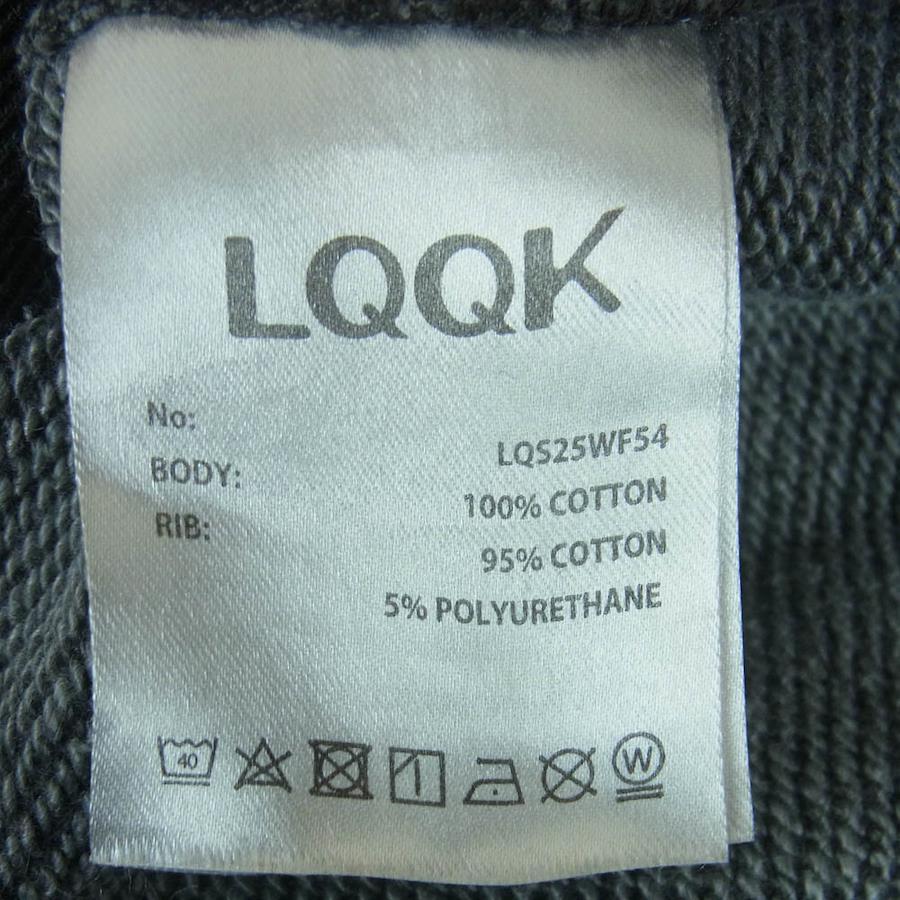 LQQK
No: LQS25WF54
BODY: 100% COTTON
RIB: 95% COTTON
5% POLYURETHANE
40 W